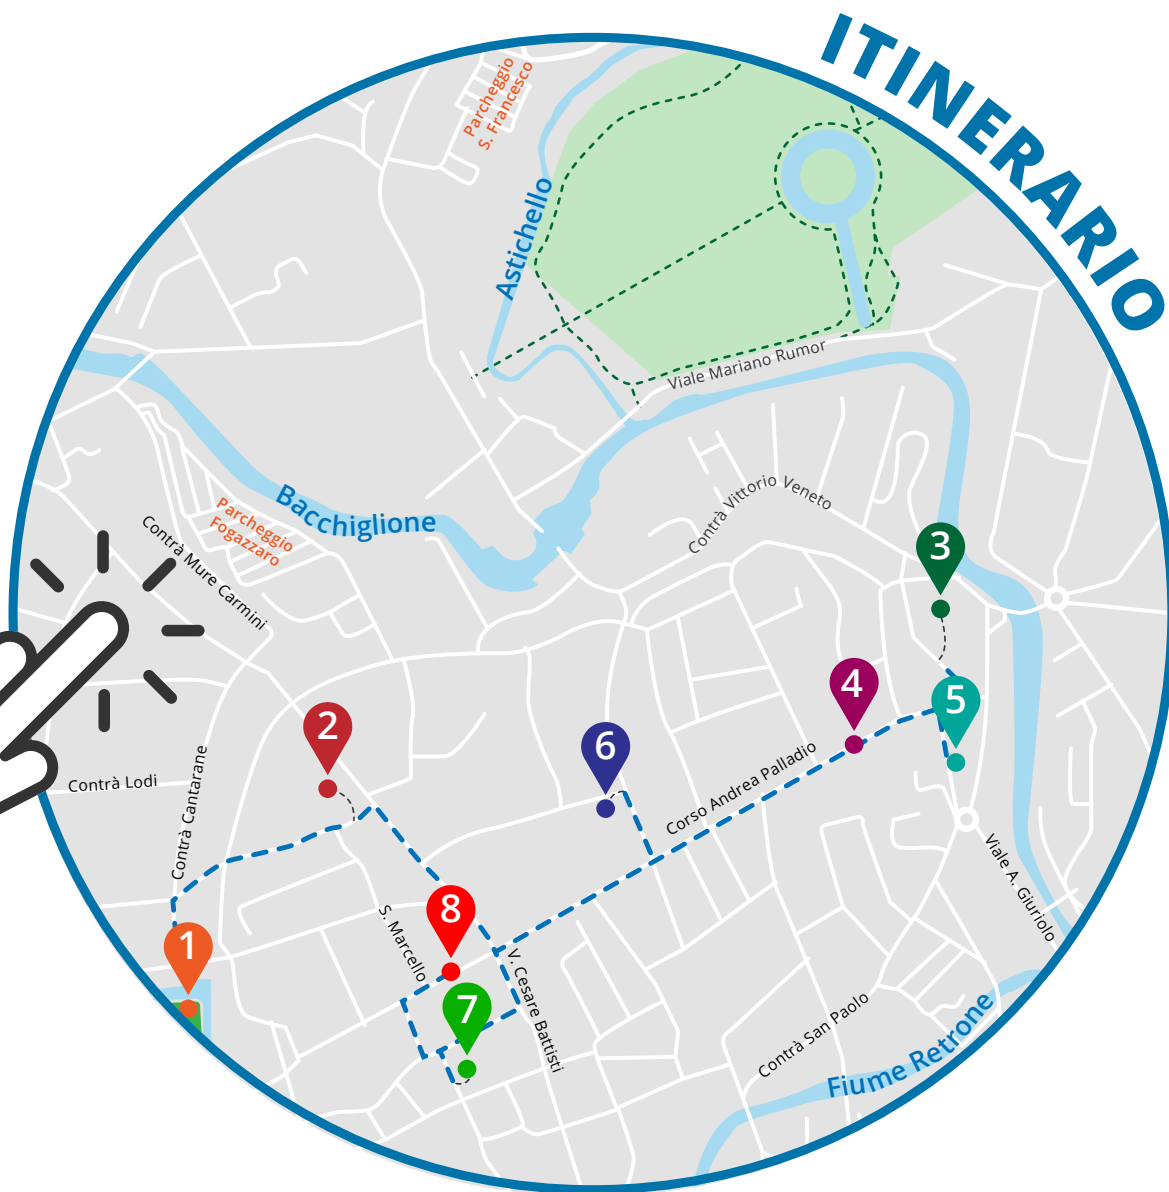 ITINERARIO
Parcheggio
S. Francesco
Astichello
Viale Mariano Rumor
Bacchiglione
Parcheggio
Fogazzaro
Contrà Vittorio Veneto
Contrà Mure Carmini
3
4
5
2
6
Contrà Lodi
Contrà Cantarane
Corso Andrea Palladio
Viale A. Giuriolo
8
S. Marcello
1
V. Cesare Battisti
7
Contrà San Paolo
Fiume Retrone